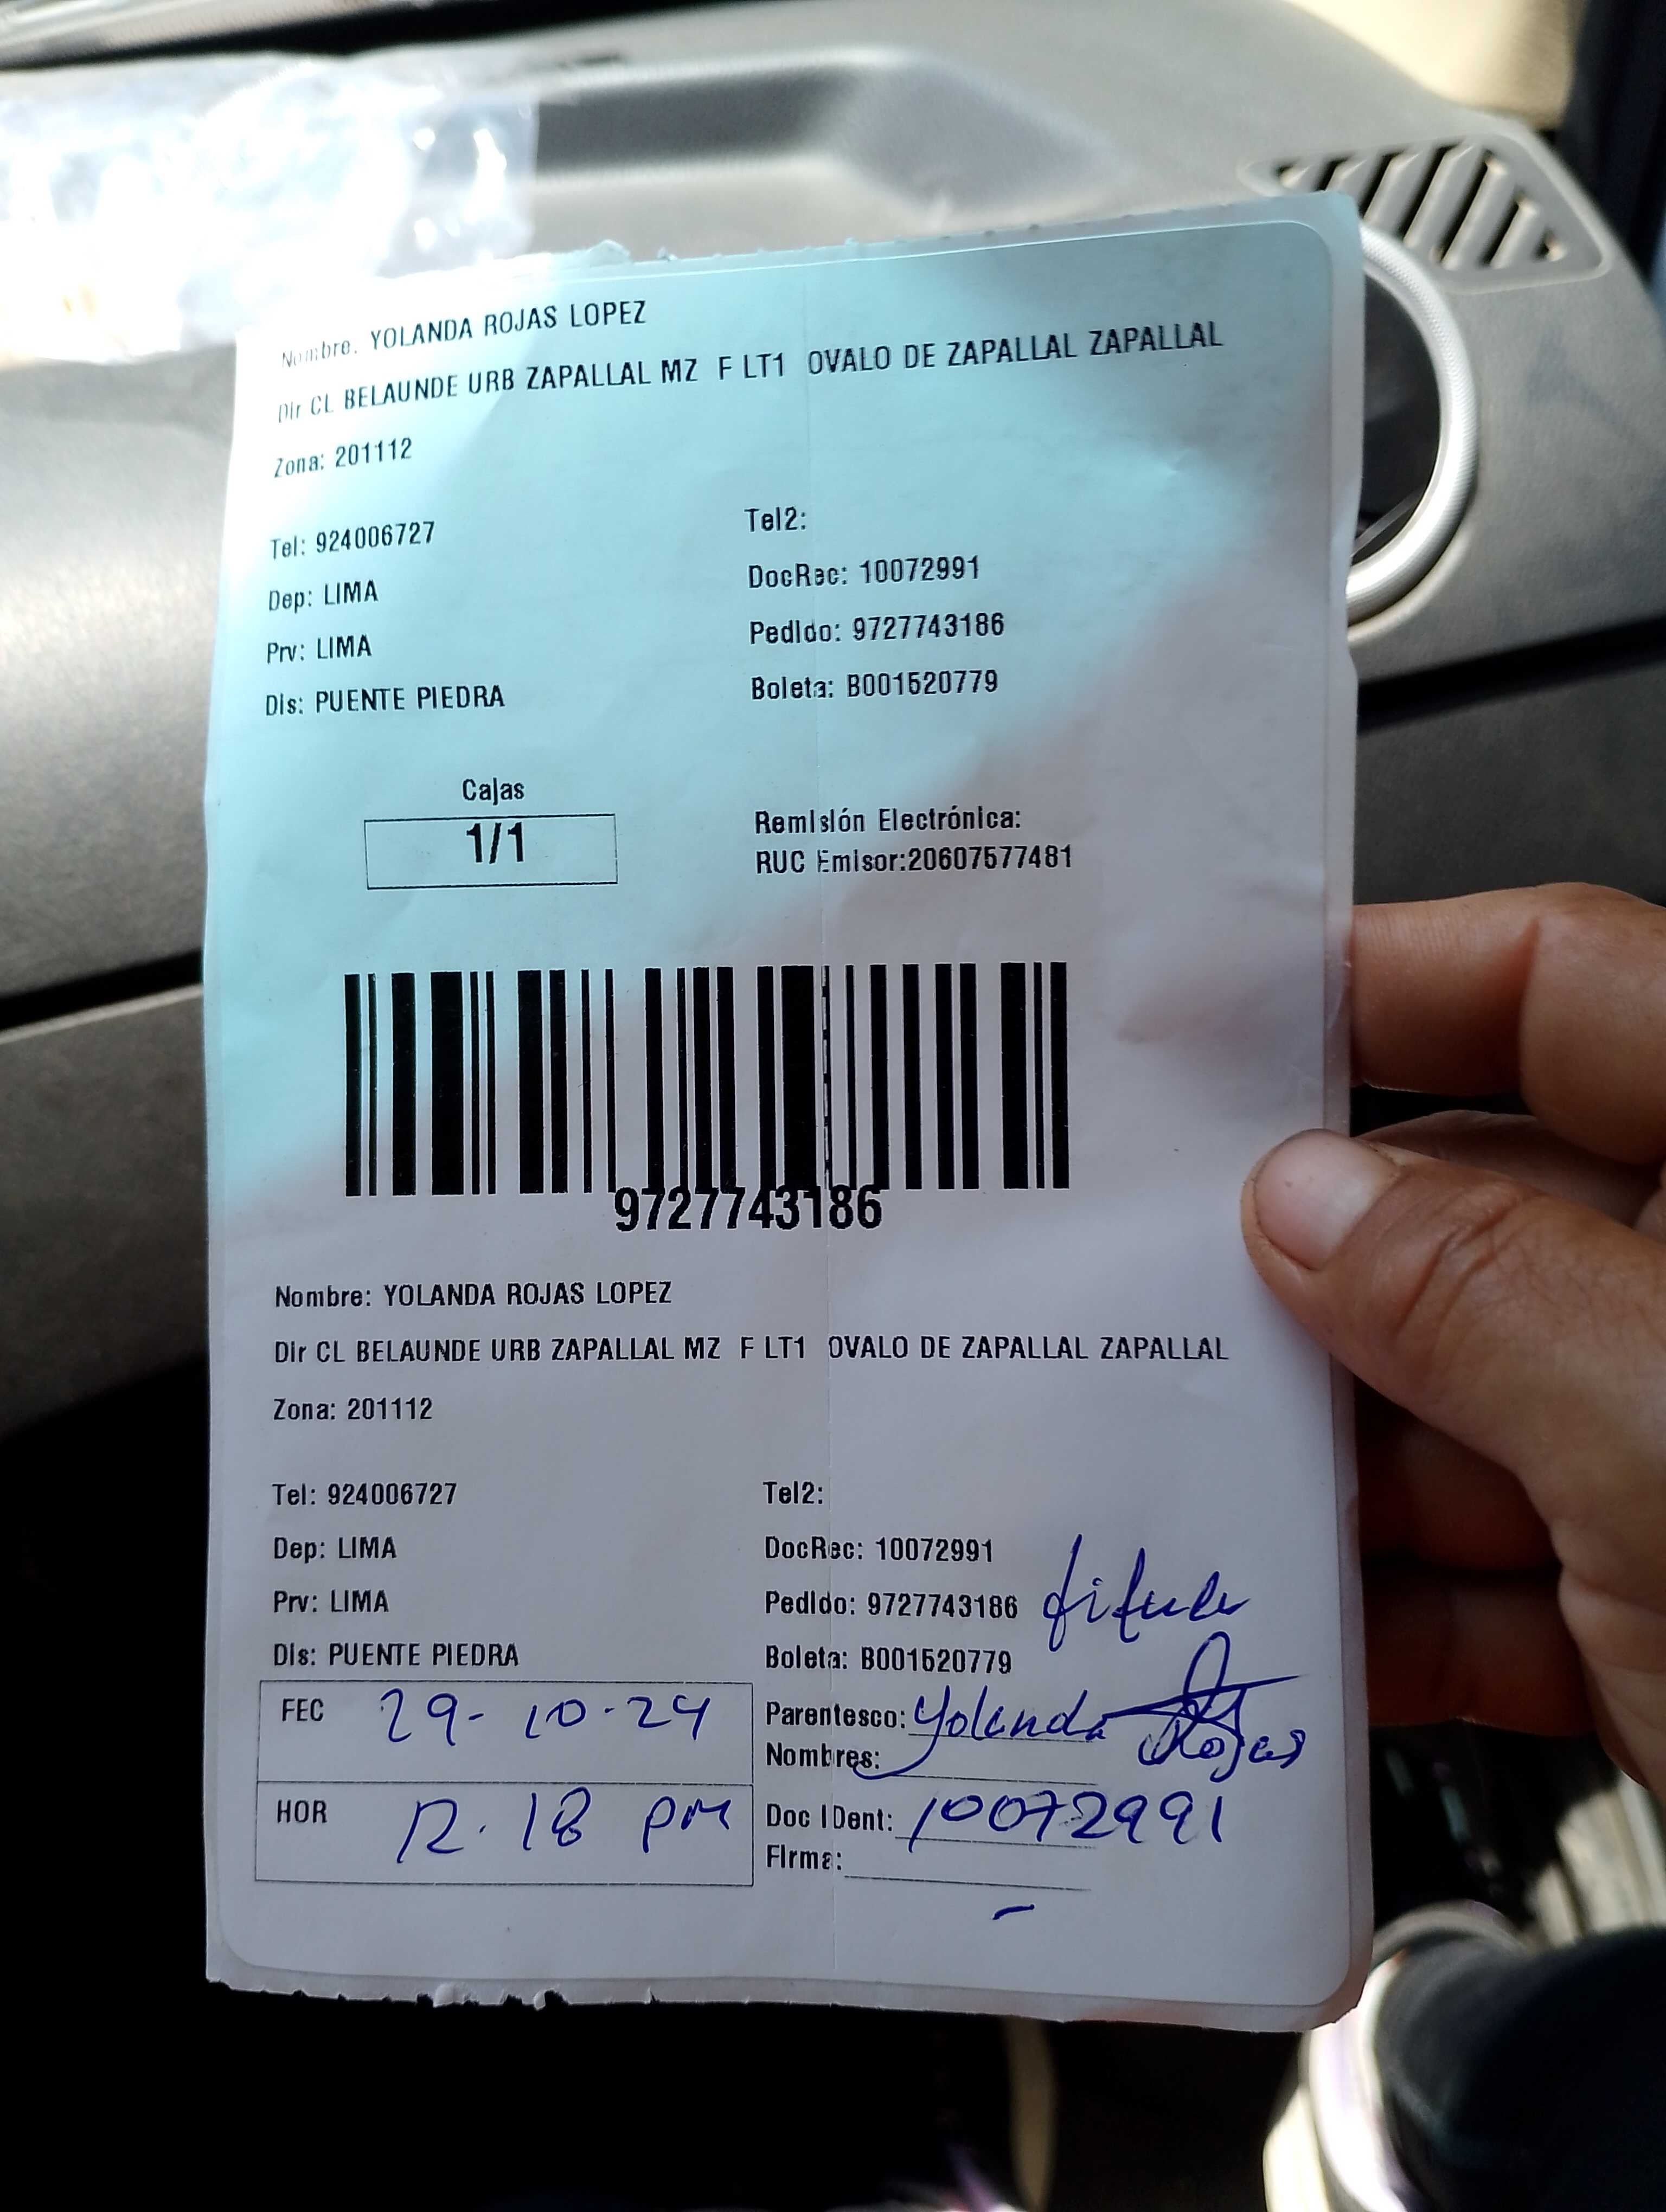 Nombre. YOLANDA ROJAS LOPEZ
Dir CL BELAUNDE URB ZAPALLAL MZ F LT1 OVALO DE ZAPALLAL ZAPALLAL
Zona: 201112
Tel: 924006727 Tel2:
Dep: LIMA DocRec: 10072991
Prv: LIMA Pedido: 9727743186
Dis: PUENTE PIEDRA Boleta: B001520779
Cajas
1/1
Remisión Electrónica:
RUC Emisor:20607577481
9727743186
Nombre: YOLANDA ROJAS LOPEZ
Dir CL BELAUNDE URB ZAPALLAL MZ F LT1 OVALO DE ZAPALLAL ZAPALLAL
Zona: 201112
Tel: 924006727 Tel2:
Dep: LIMA DocRec: 10072991
Prv: LIMA Pedido: 9727743186
Dis: PUENTE PIEDRA Boleta: B001520779
FEC 29-10-24 Parentesco: Yolanda Rojas
Nombres:
HOR 12.18 PM Doc IDent: 10072991
Firma: